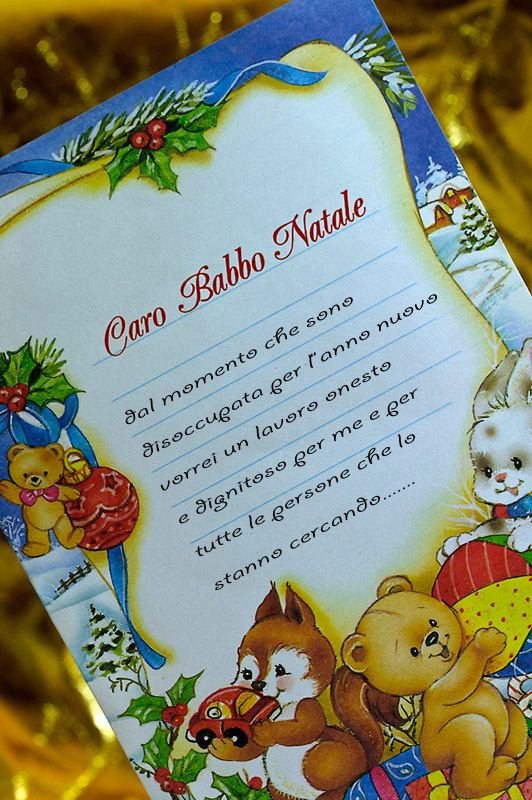 Caro Babbo Natale
dal momento che sono
disoccupata per l'anno nuovo
vorrei un lavoro onesto
e dignitoso per me e per
tutte le persone che lo
stanno cercando.......